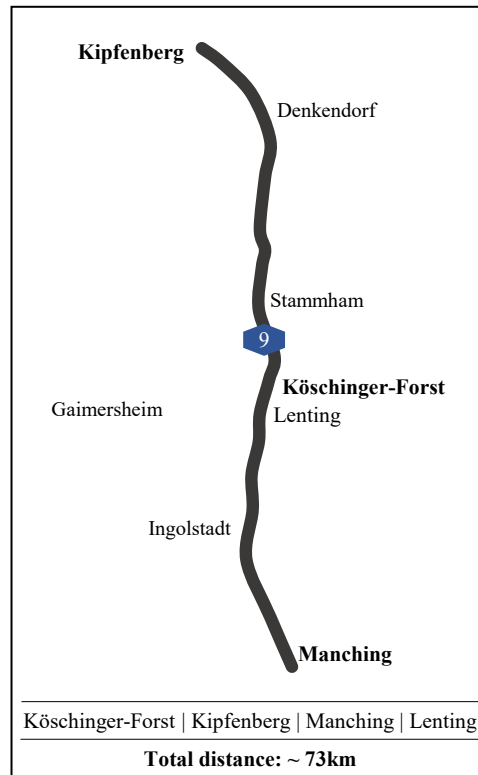 Kipfenberg
Denkendorf
Stammham
9
Köschinger-Forst
Gaimersheim
Lenting
Ingolstadt
Manching
Köschinger-Forst | Kipfenberg | Manching | Lenting
Total distance: ~ 73km